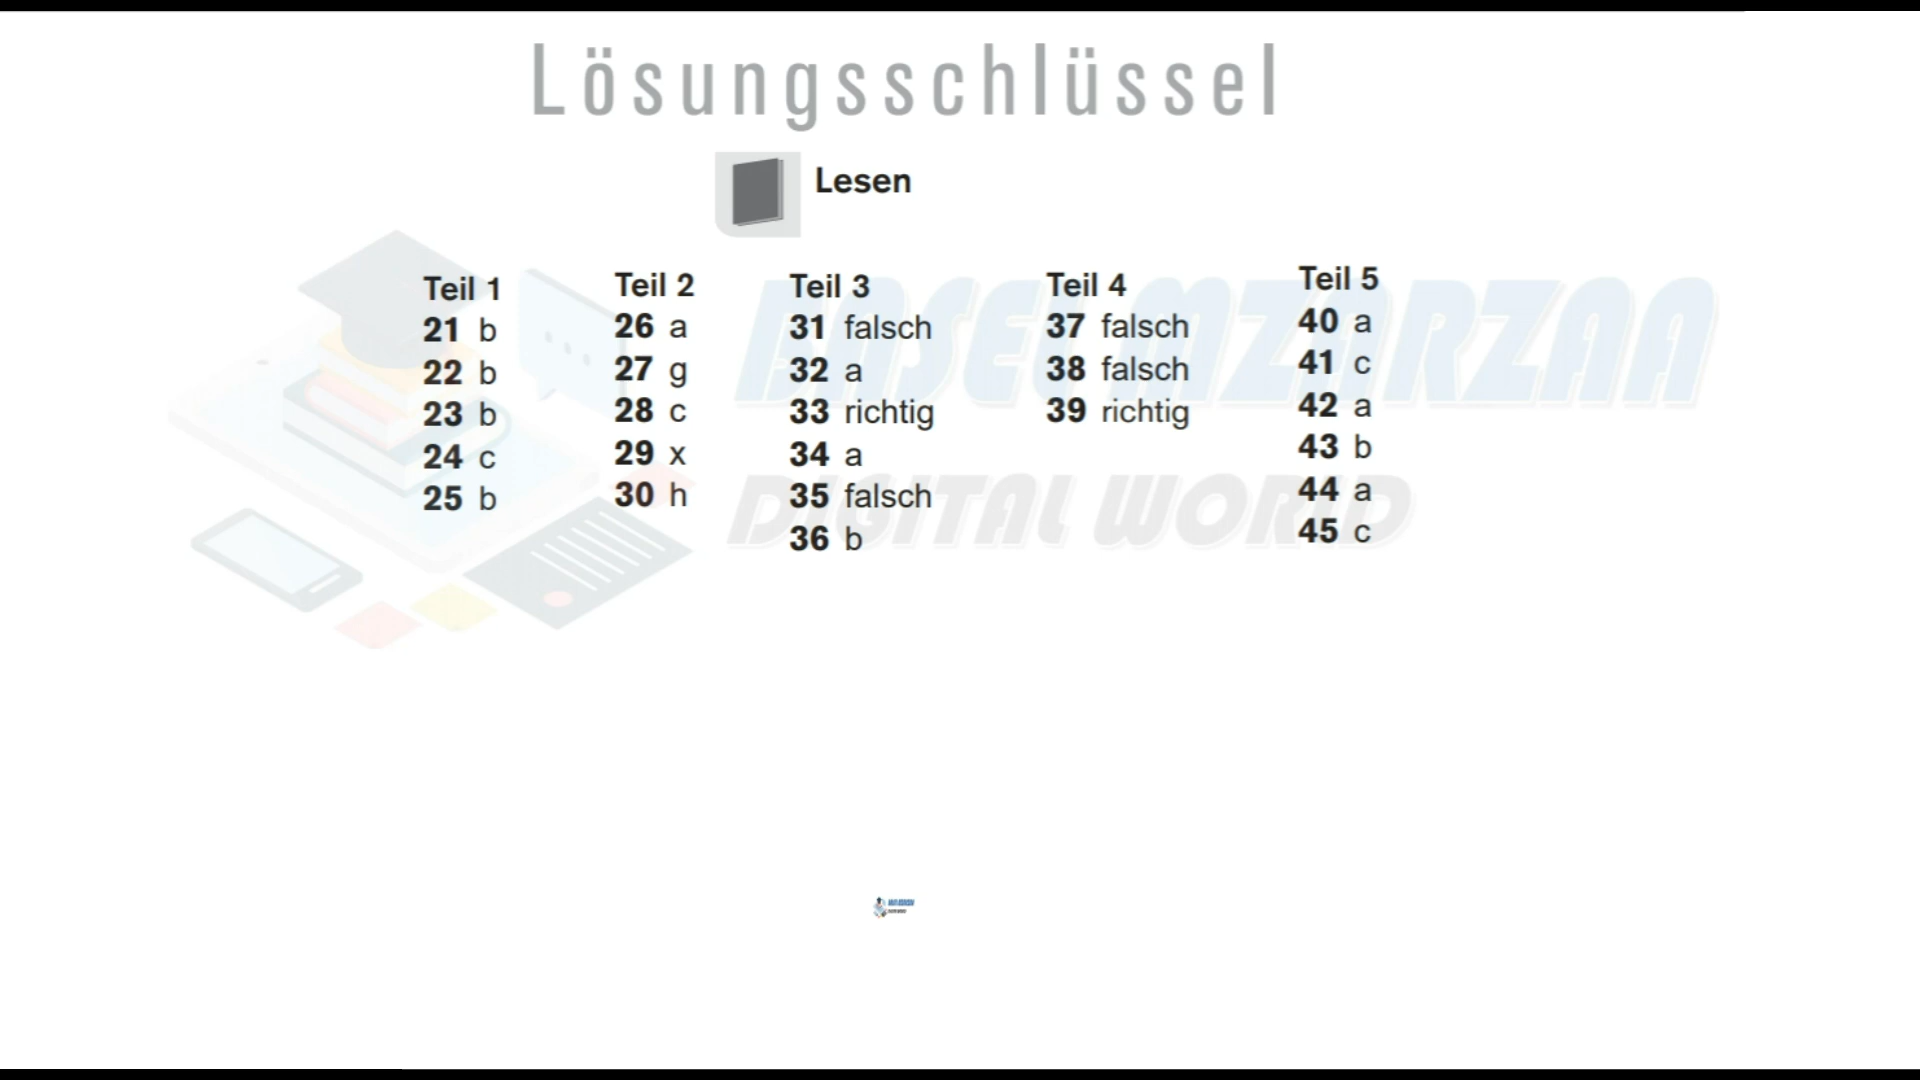 Lösungsschlüssel
Lesen
Teil 1
21 b
22 b
23 b
24 c
25 b
Teil 2
26 a
27 g
28 c
29 x
30 h
Teil 3
31 falsch
32 a
33 richtig
34 a
35 falsch
36 b
Teil 4
37 falsch
38 falsch
39 richtig
Teil 5
40 a
41 c
42 a
43 b
44 a
45 c
BASEL MZARZAA
DIGITAL WORLD